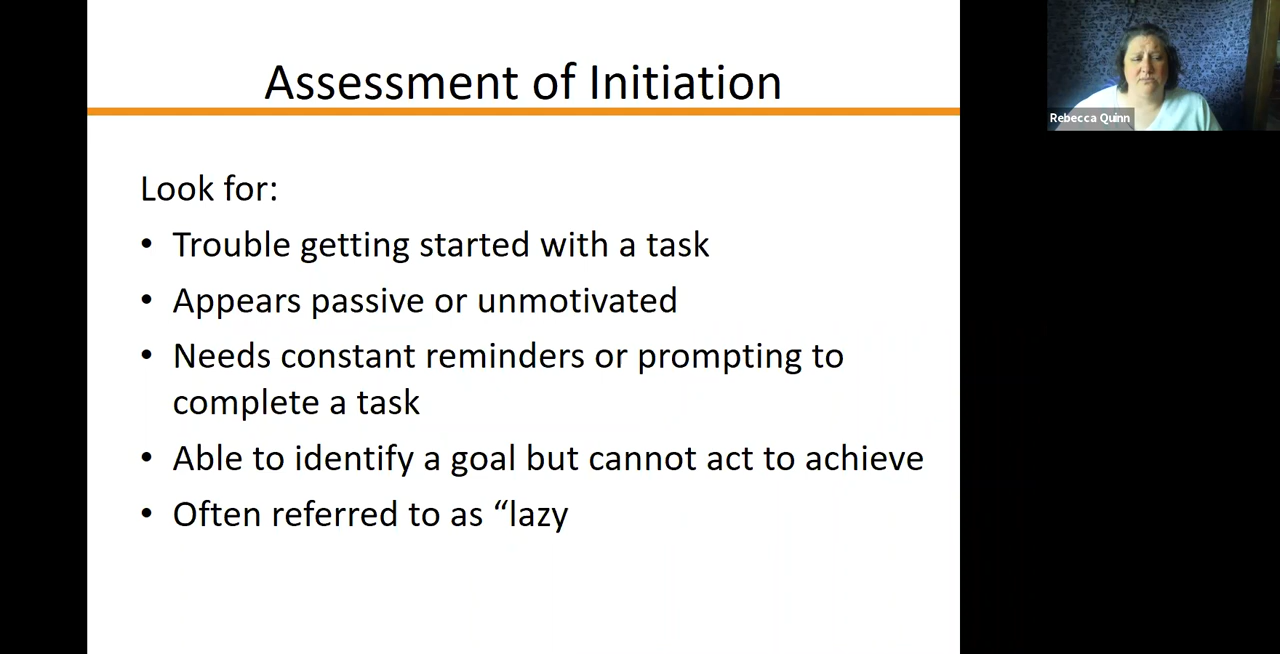 Assessment of Initiation
Rebecca Quinn
Look for:
• Trouble getting started with a task
• Appears passive or unmotivated
• Needs constant reminders or prompting to
complete a task
• Able to identify a goal but cannot act to achieve
• Often referred to as “lazy